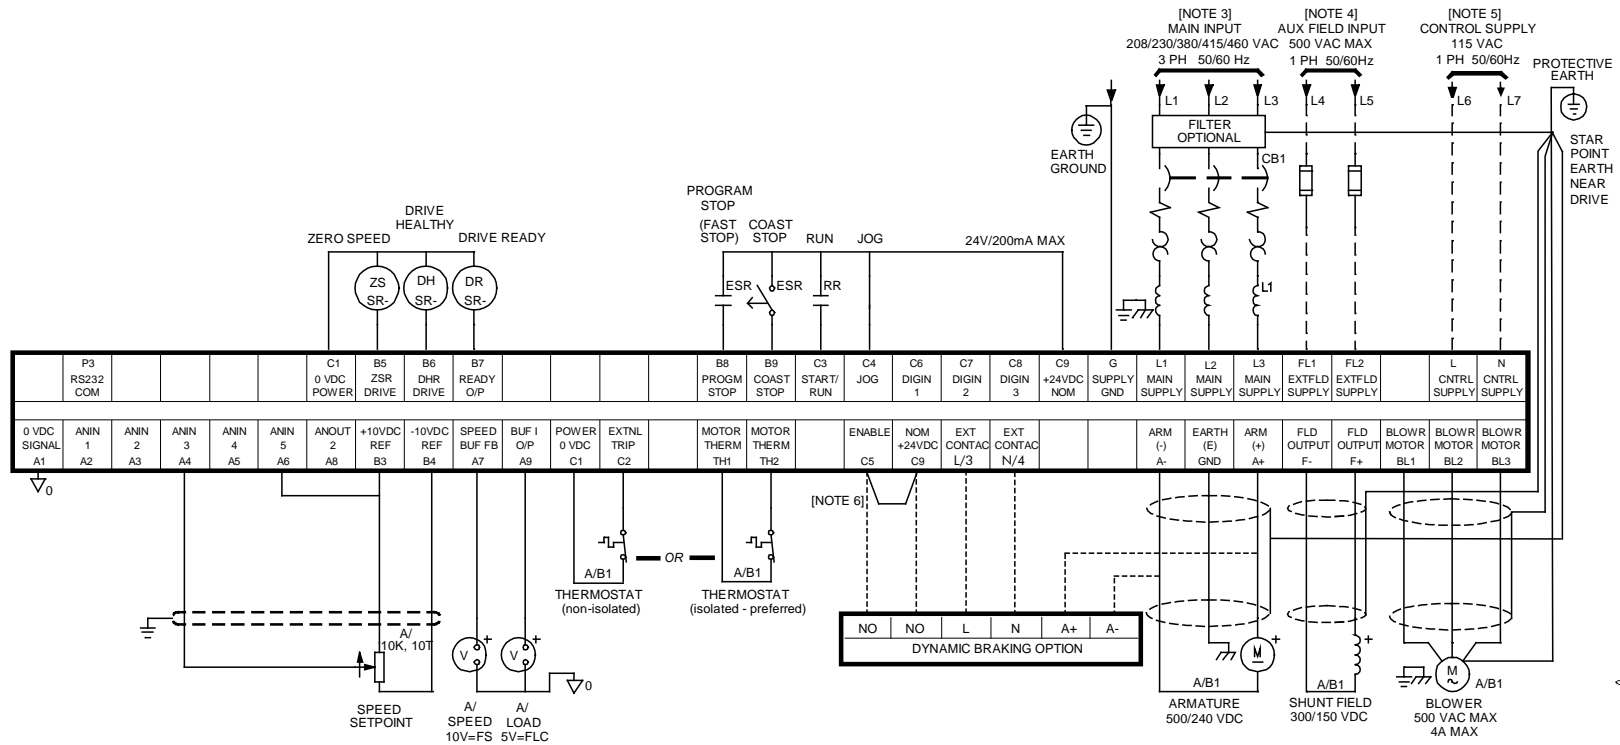 [NOTE 3]
MAIN INPUT
208/230/380/415/460 VAC
3 PH 50/60 Hz
[NOTE 4]
AUX FIELD INPUT
500 VAC MAX
1 PH 50/60Hz
[NOTE 5]
CONTROL SUPPLY
115 VAC
1 PH 50/60Hz
PROTECTIVE
EARTH
L1
L2
L3
L4
L5
L6
L7
FILTER
OPTIONAL
EARTH
GROUND
CB1
STAR
POINT
EARTH
NEAR
DRIVE
PROGRAM
STOP
(FAST
STOP)
COAST
STOP
RUN
JOG
24V/200mA MAX
ZERO SPEED
DRIVE
HEALTHY
DRIVE READY
ZS
SR-
DH
SR-
DR
SR-
ESR
ESR
RR
L1
P3
RS232
COM
C1
0 VDC
POWER
B5
ZSR
DRIVE
B6
DHR
DRIVE
B7
READY
O/P
B8
PROGM
STOP
B9
COAST
STOP
C3
START/
RUN
C4
JOG
C6
DIGIN
1
C7
DIGIN
2
C8
DIGIN
3
C9
+24VDC
NOM
G
SUPPLY
GND
L1
MAIN
SUPPLY
L2
MAIN
SUPPLY
L3
MAIN
SUPPLY
FL1
EXTFLD
SUPPLY
FL2
EXTFLD
SUPPLY
L
CNTRL
SUPPLY
N
CNTRL
SUPPLY
0 VDC
SIGNAL
A1
ANIN
1
A2
ANIN
2
A3
ANIN
3
A4
ANIN
4
A5
ANIN
5
A6
ANOUT
2
A8
+10VDC
REF
B3
-10VDC
REF
B4
SPEED
BUF FB
A7
BUF I
O/P
A9
POWER
0 VDC
C1
EXTNL
TRIP
C2
MOTOR
THERM
TH1
MOTOR
THERM
TH2
ENABLE
C5
NOM
+24VDC
C9
EXT
CONTAC
L/3
EXT
CONTAC
N/4
ARM
(-)
A-
EARTH
(E)
GND
ARM
(+)
A+
FLD
OUTPUT
F-
FLD
OUTPUT
F+
BLOWR
MOTOR
BL1
BLOWR
MOTOR
BL2
BLOWR
MOTOR
BL3
0
[NOTE 6]
OR
A/B1
THERMOSTAT
(non-isolated)
A/B1
THERMOSTAT
(isolated - preferred)
A/
10K, 10T
SPEED
SETPOINT
V
+
V
+
0
A/
SPEED
10V=FS
A/
LOAD
5V=FLC
NO
NO
L
N
A+
A-
DYNAMIC BRAKING OPTION
M
+
A/B1
ARMATURE
500/240 VDC
+
A/B1
SHUNT FIELD
300/150 VDC
M
~
A/B1
BLOWER
500 VAC MAX
4A MAX
<